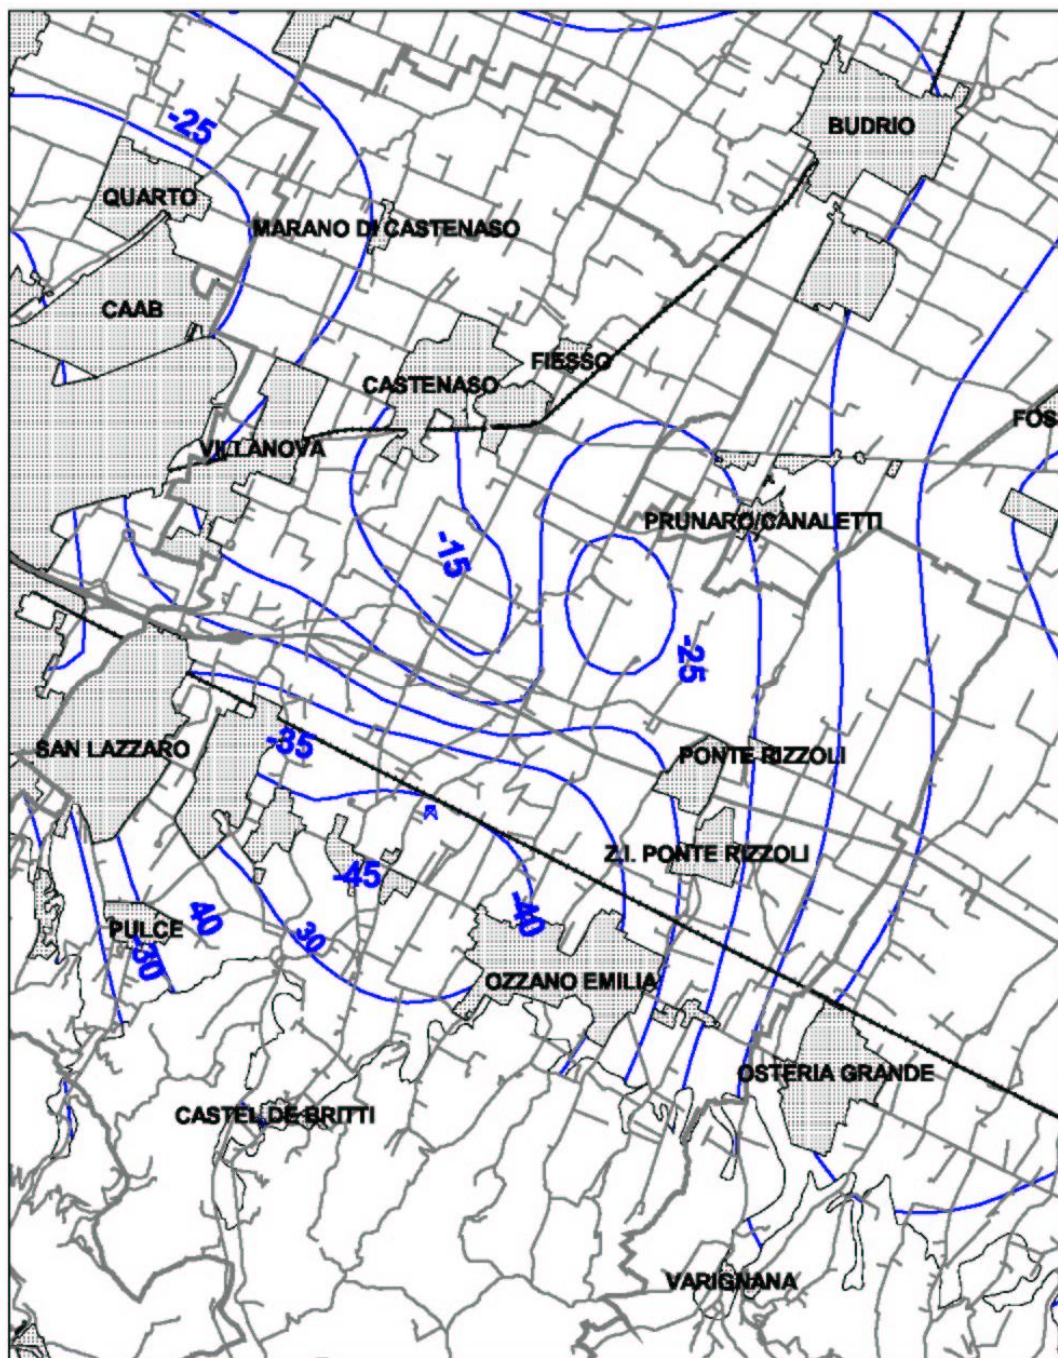 BUDRIO
-25
QUARTO
MARANO DI CASTENASO
CAAB
FIESSO
CASTENASO
FOS
VILLANOVA
PRUNARO/CANALETTI
-15
-25
-35
SAN LAZZARO
PONTE RIZZOLI
Z.I. PONTE RIZZOLI
-45
-40
40
30
PULCE
-30
OZZANO EMILIA
OSTERIA GRANDE
CASTEL DE BRITTI
VARIGNANA